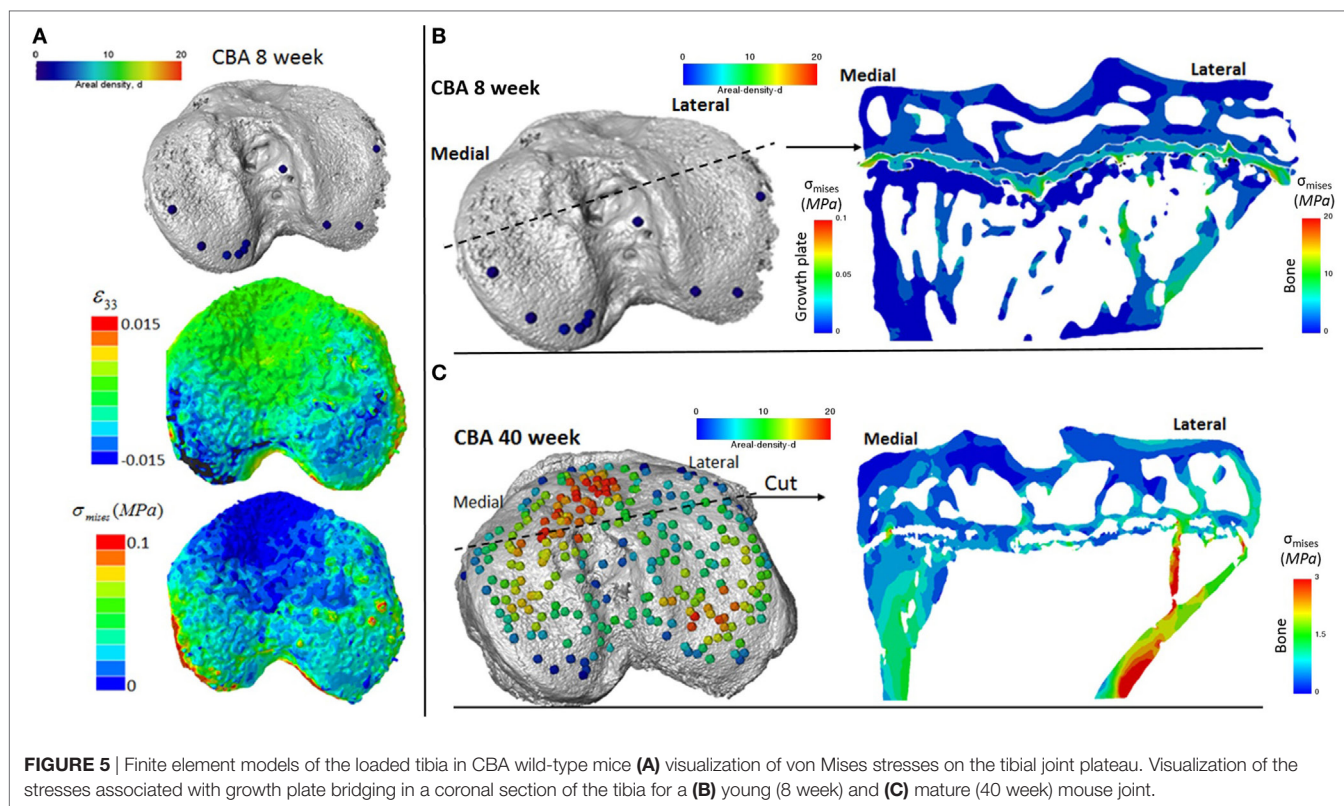 A
CBA 8 week
0 10 20
Areal density, d
ε33
0.015
-0.015
σmises (MPa)
0.1
0
B
CBA 8 week
0 10 20
Areal-density-d
Medial
Lateral
Medial
Lateral
σmises
(MPa)
0.1
0.05
0
Growth plate
σmises
(MPa)
20
10
0
Bone
C
CBA 40 week
0 10 20
Areal-density-d
Medial
Lateral
Cut
Medial
Lateral
σmises
(MPa)
3
1.5
0
Bone
FIGURE 5 | Finite element models of the loaded tibia in CBA wild-type mice (A) visualization of von Mises stresses on the tibial joint plateau. Visualization of the
stresses associated with growth plate bridging in a coronal section of the tibia for a (B) young (8 week) and (C) mature (40 week) mouse joint.